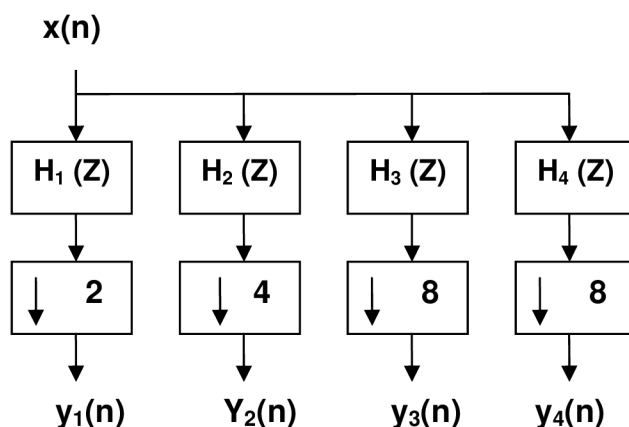 x(n)
H₁ (Z) H₂ (Z) H₃ (Z) H₄ (Z)
↓ 2 ↓ 4 ↓ 8 ↓ 8
y₁(n) Y₂(n) y₃(n) y₄(n)